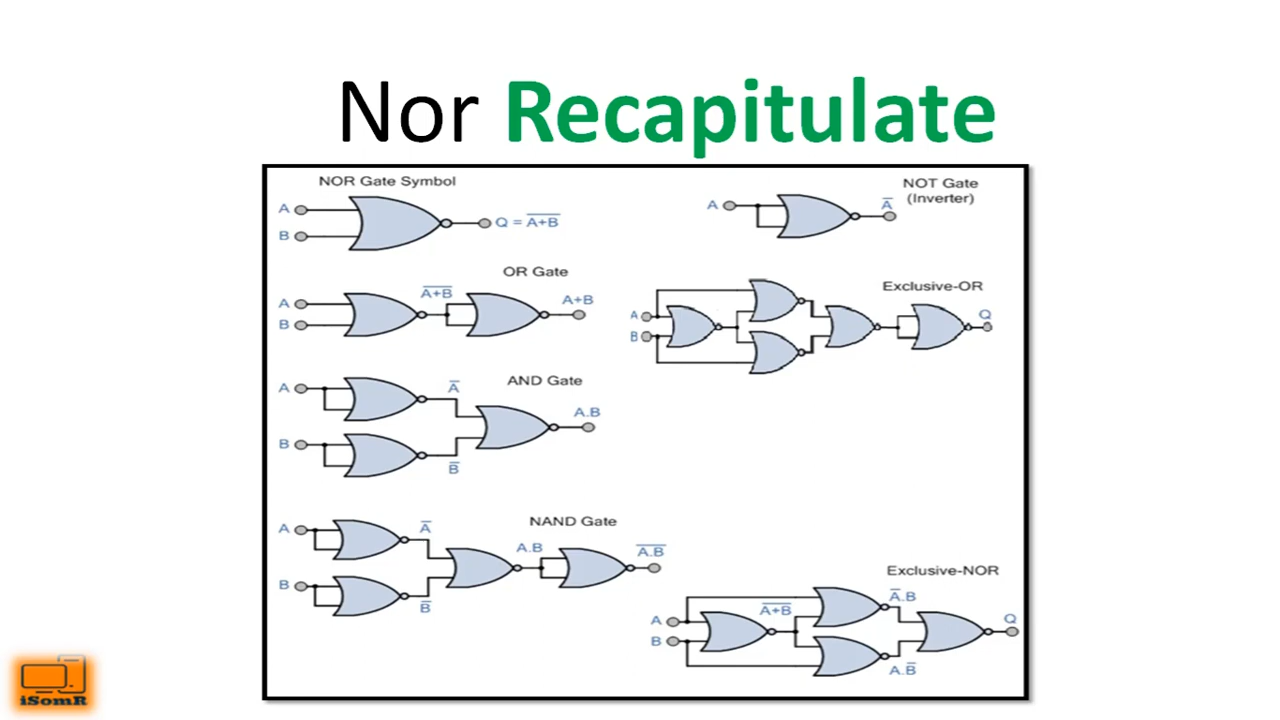 Nor Recapitulate
NOR Gate Symbol
A
B
Q = A̅+̅B̅
NOT Gate
(Inverter)
A
A̅
OR Gate
A
B
A̅+̅B̅
A+B
Exclusive-OR
A
B
Q
AND Gate
A
B
A̅
B̅
A.B
NAND Gate
A
B
A̅
B̅
A.B
A̅.̅B̅
Exclusive-NOR
A
B
A̅+̅B̅
A̅.B
A.B̅
Q
iSomR